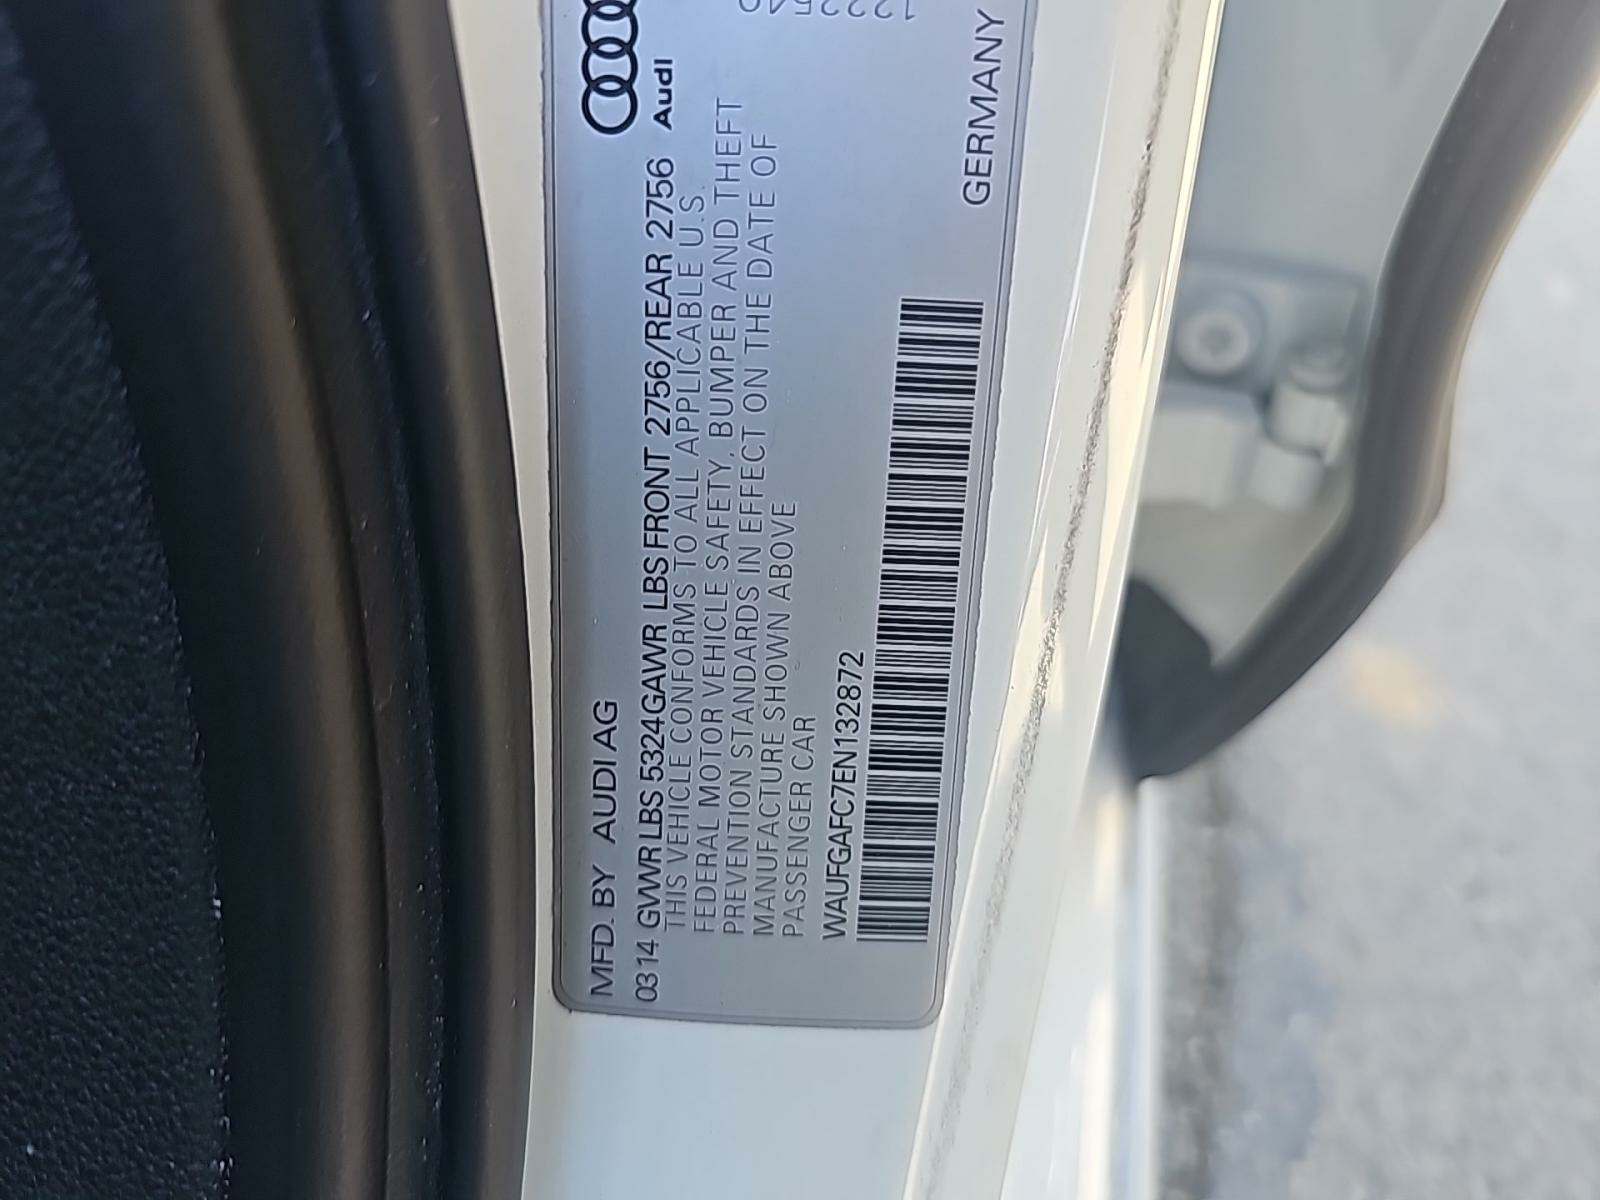 MFD. BY AUDI AG
0314 GVWR LBS 5324GAWR LBS FRONT 2756/REAR 2756
Audi
THIS VEHICLE CONFORMS TO ALL APPLICABLE U.S.
FEDERAL MOTOR VEHICLE SAFETY, BUMPER AND THEFT
PREVENTION STANDARDS IN EFFECT ON THE DATE OF
MANUFACTURE SHOWN ABOVE
PASSENGER CAR
WAUFGAFC7EN132872
GERMANY